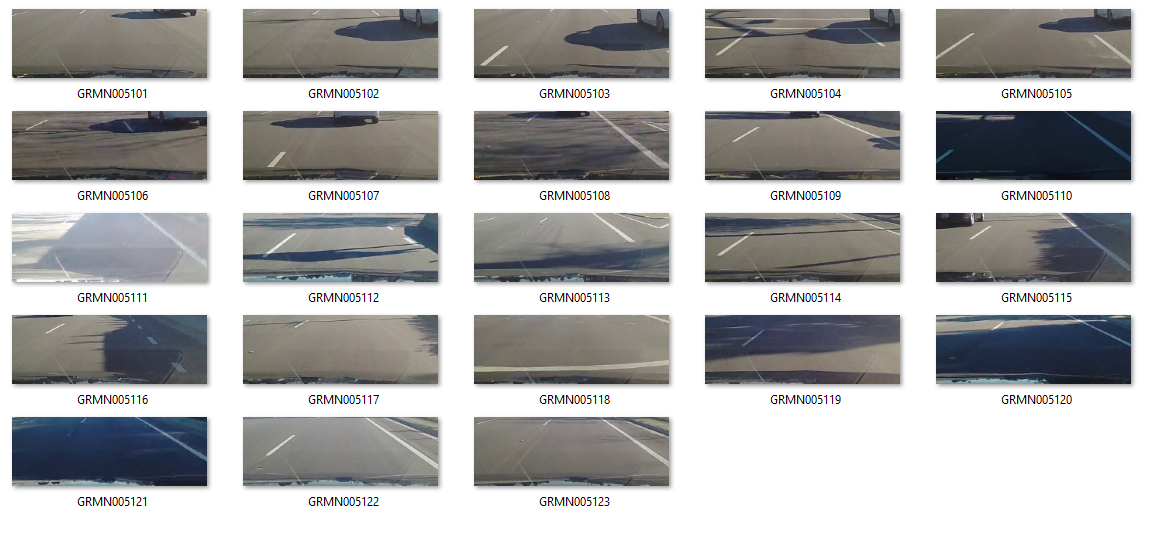 GRMN005101 GRMN005102 GRMN005103 GRMN005104 GRMN005105
GRMN005106 GRMN005107 GRMN005108 GRMN005109 GRMN005110
GRMN005111 GRMN005112 GRMN005113 GRMN005114 GRMN005115
GRMN005116 GRMN005117 GRMN005118 GRMN005119 GRMN005120
GRMN005121 GRMN005122 GRMN005123